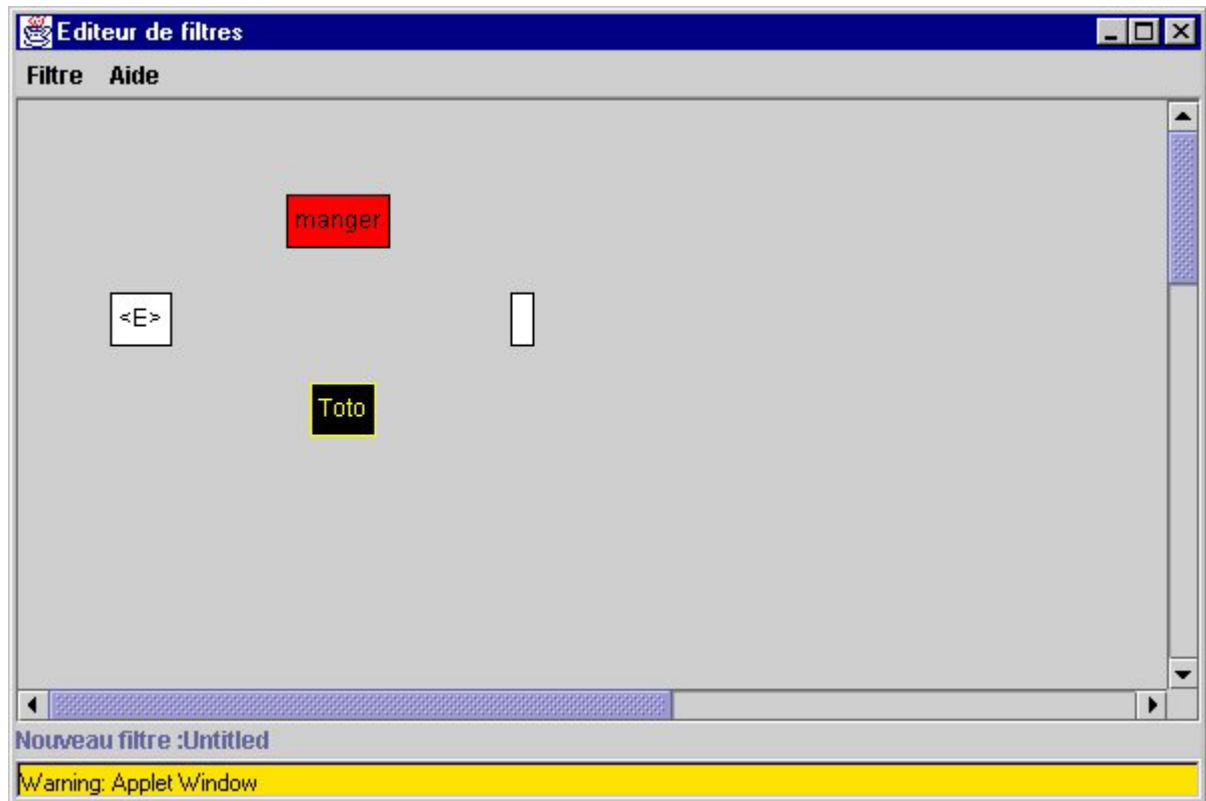 Editeur de filtres
Filtre Aide
manger
<E>
Toto
Nouveau filtre :Untitled
Warning: Applet Window